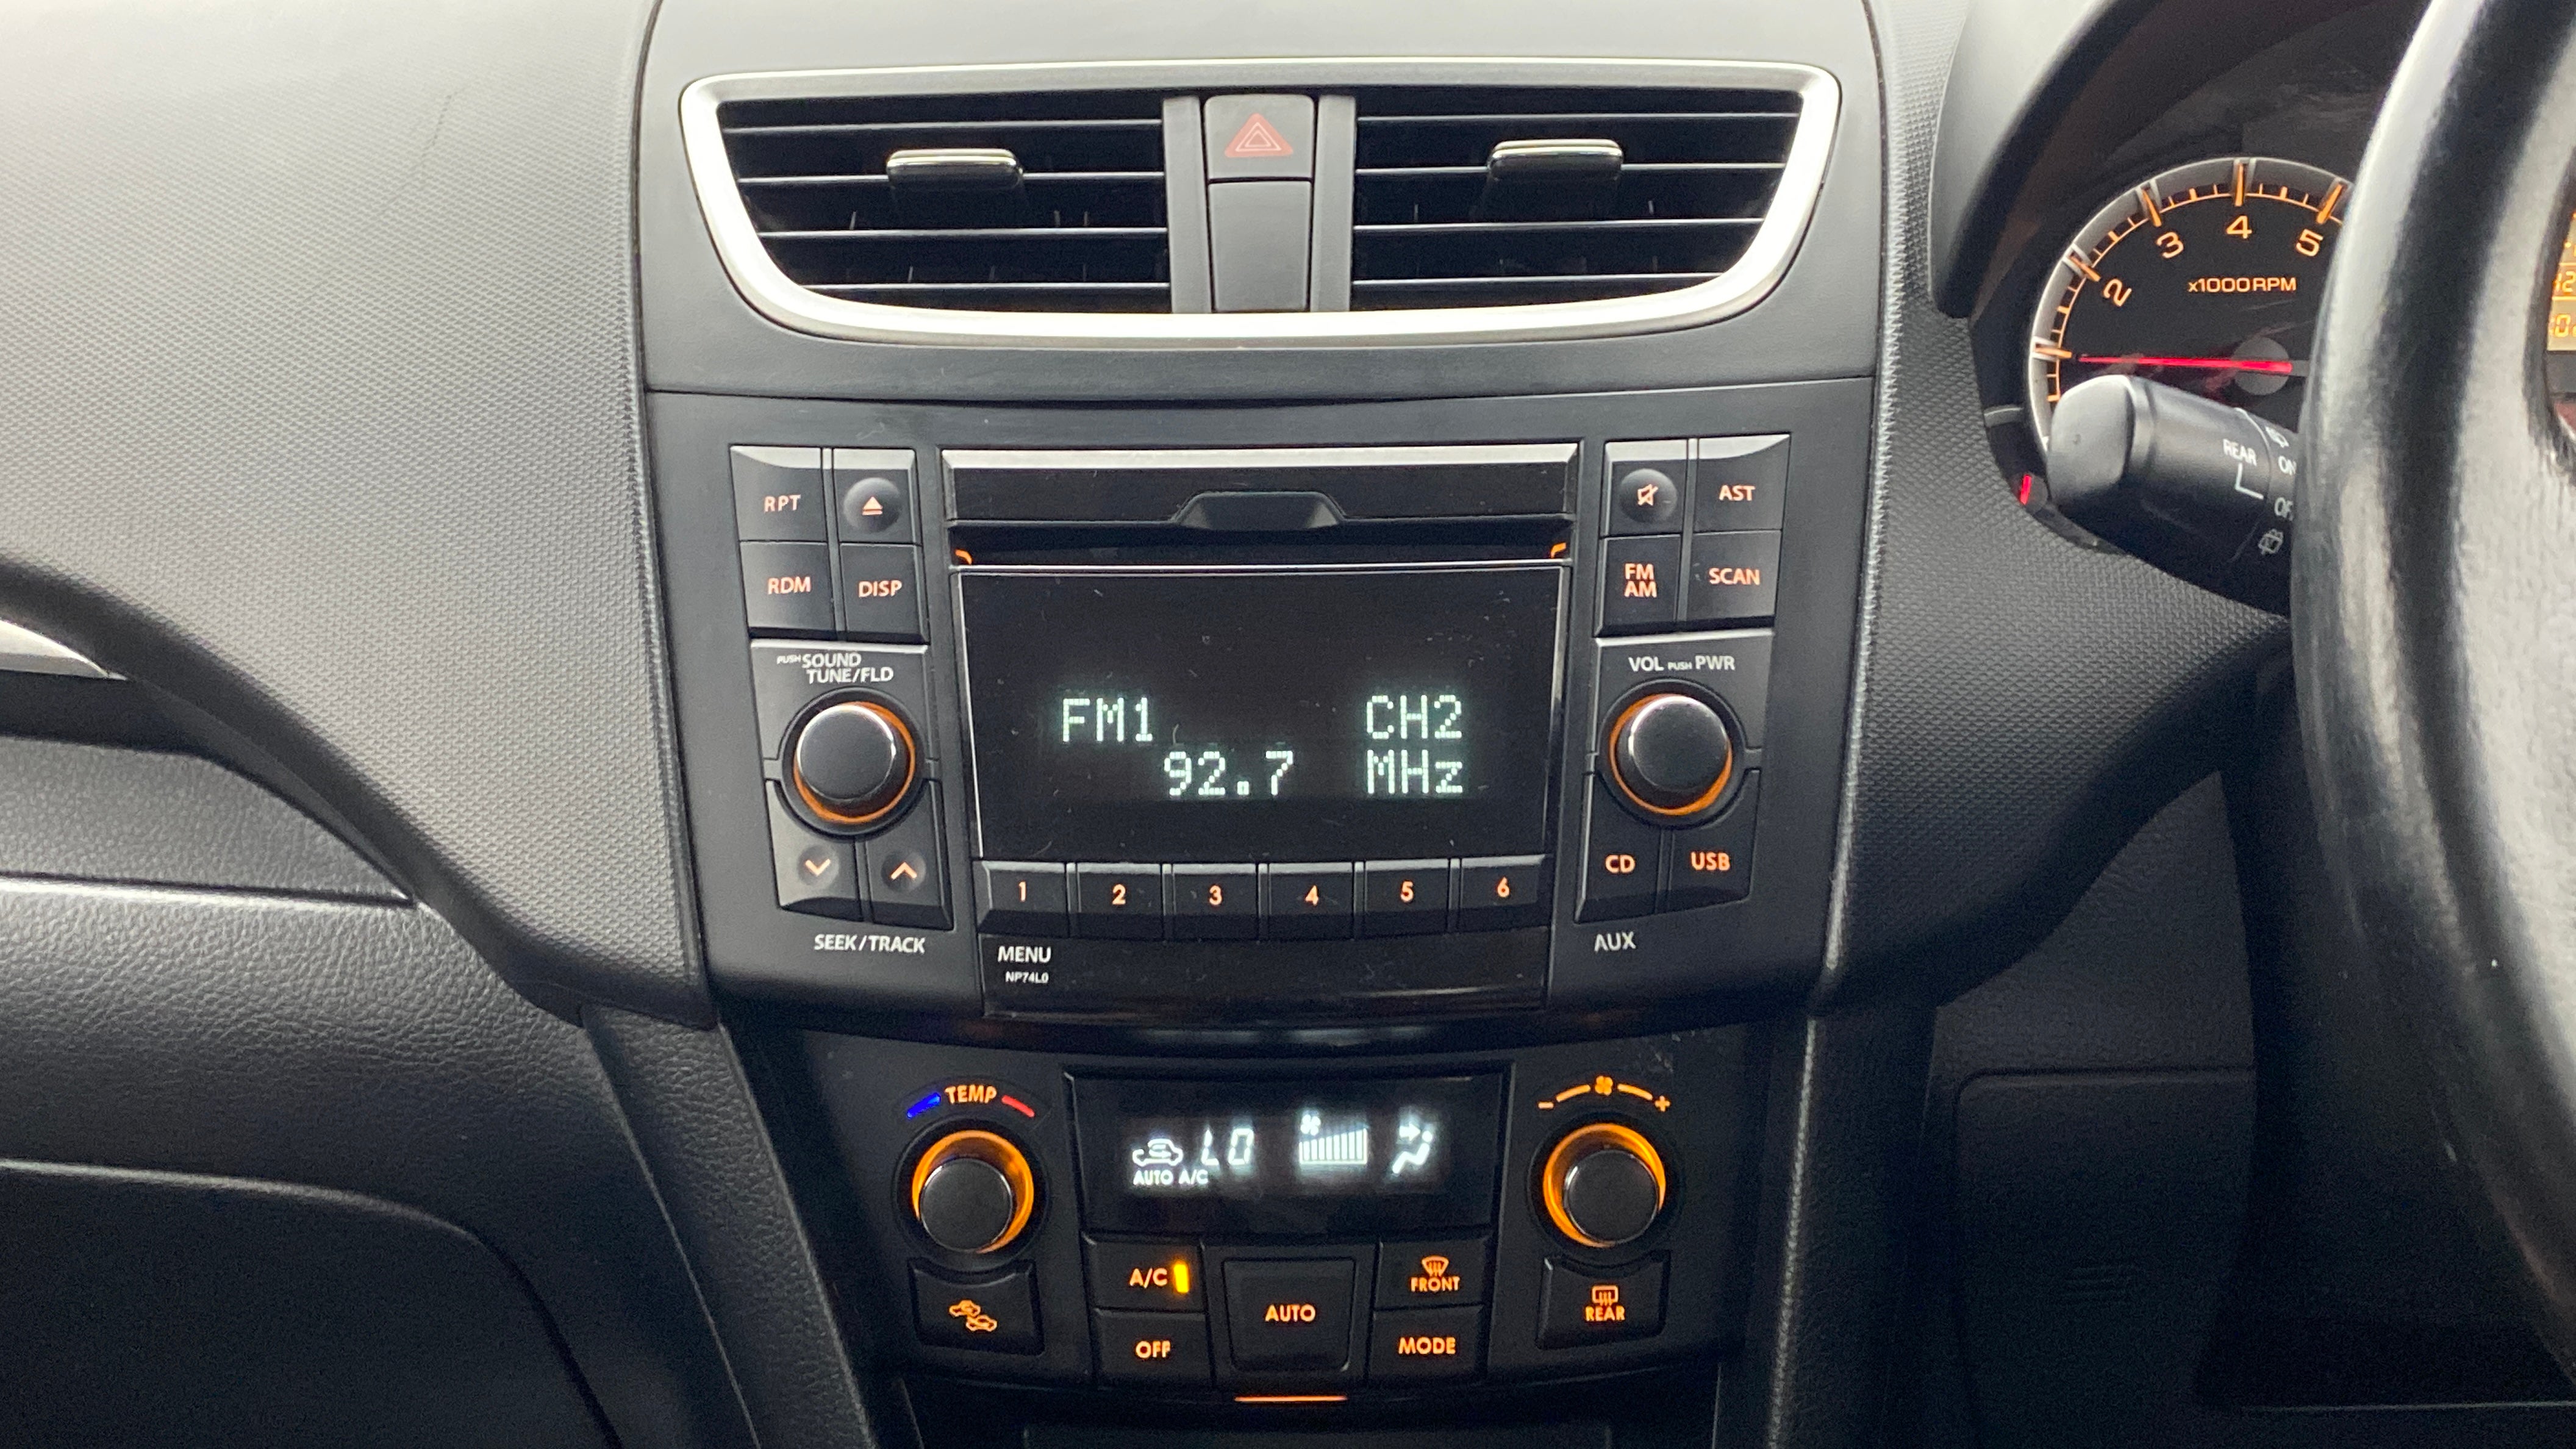 4
3
5
2
x1000 RPM
REAR
RPT
AST
RDM
DISP
FM
AM
SCAN
PUSH SOUND
TUNE/FLD
VOL PUSH PWR
FM1 CH2
92.7 MHz
CD
USB
1 2 3 4 5 6
SEEK/TRACK
MENU
AUX
NP74L0
TEMP
- +
LO
AUTO A/C
A/C
FRONT
AUTO
REAR
OFF
MODE